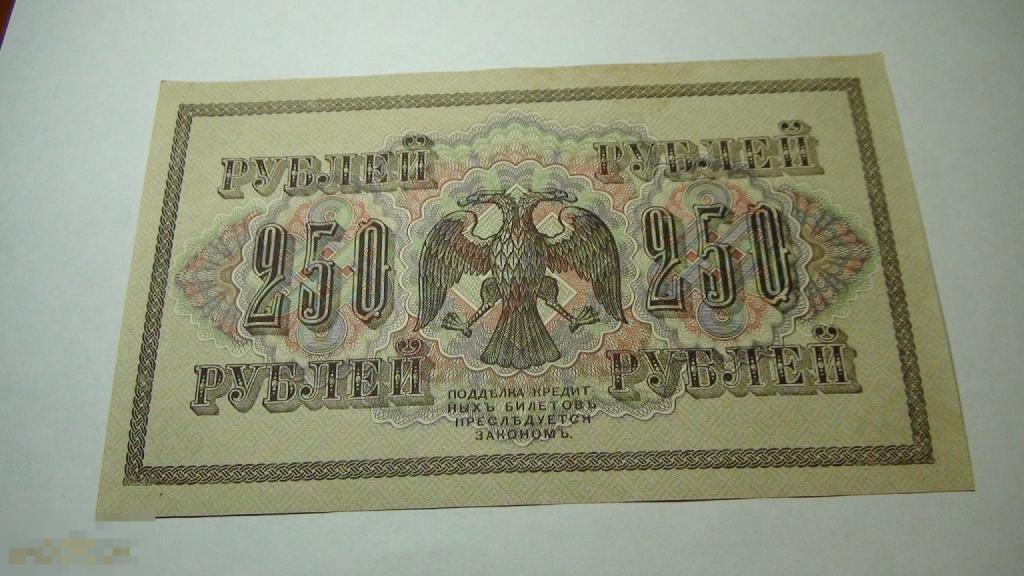 РУБЛЕЙ РУБЛЕЙ
250 250
РУБЛЕЙ РУБЛЕЙ
ПОДДѢЛКА КРЕДИТ
НЫХЪ БИЛЕТОВЪ
ПРЕСЛѢДУЕТСЯ
ЗАКОНОМЪ.